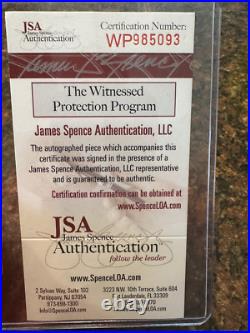 JSA
James Spence
Authentication
Certification Number:
WP985093
The Witnessed
Protection Program
James Spence Authentication, LLC
The autographed piece which accompanies this
certificate was signed in the presence of a
James Spence Authentication, LLC representative
and is guaranteed to be authentic.
Certification confirmation can be obtained at
www.SpenceLOA.com
JSA
James Spence
Authentication
follow the leader
www.SpenceLOA.com
2 Sylvan Way, Suite 102
Parsippany, NJ 07054
3223 N.W. 10th Terrace, Suite 604
Ft Lauderdale, FL 33309